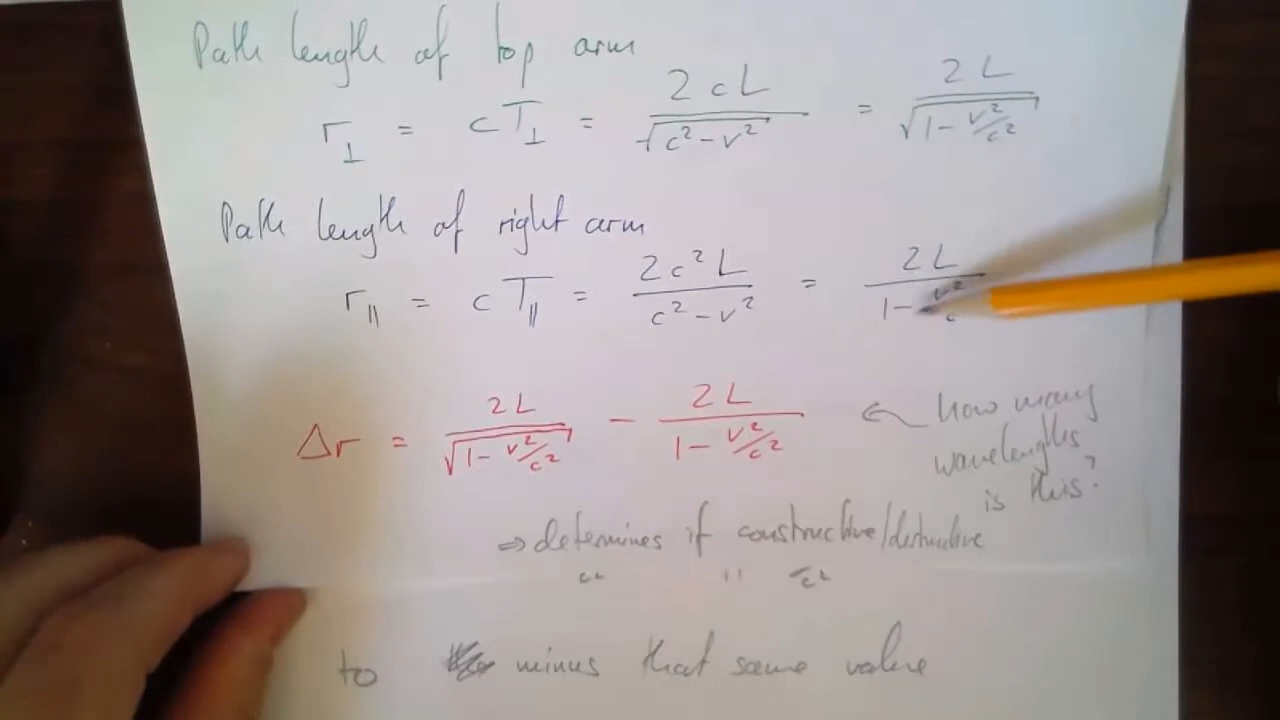 Path length of top arm
r⊥ = cT⊥ = 2cL/√(c²-v²) = 2L/√(1-v²/c²)
Path length of right arm
r∥ = cT∥ = 2c²L/(c²-v²) = 2L/(1-v²/c
Δr = 2L/√(1-v²/c²) - 2L/(1-v²/c²) ← how many
wavelengths
is this?
⇒ determines if constructive/destructive
to minus that same value